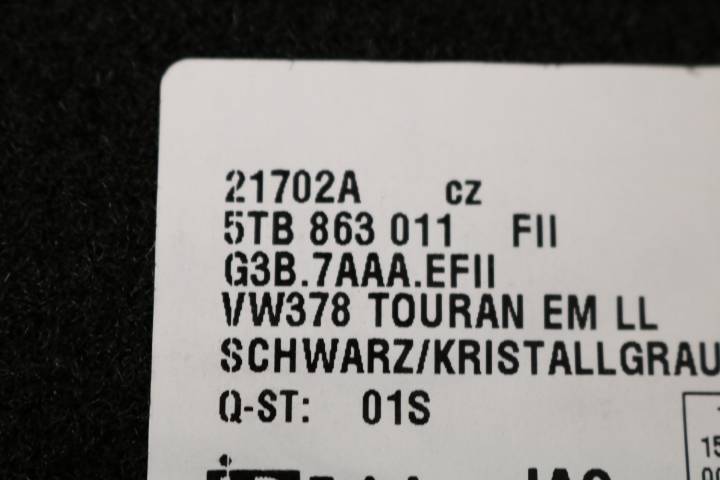 21702A CZ
5TB 863 011 FII
G3B.7AAA.EFII
VW378 TOURAN EM LL
SCHWARZ/KRISTALLGRAU
Q-ST: 01S